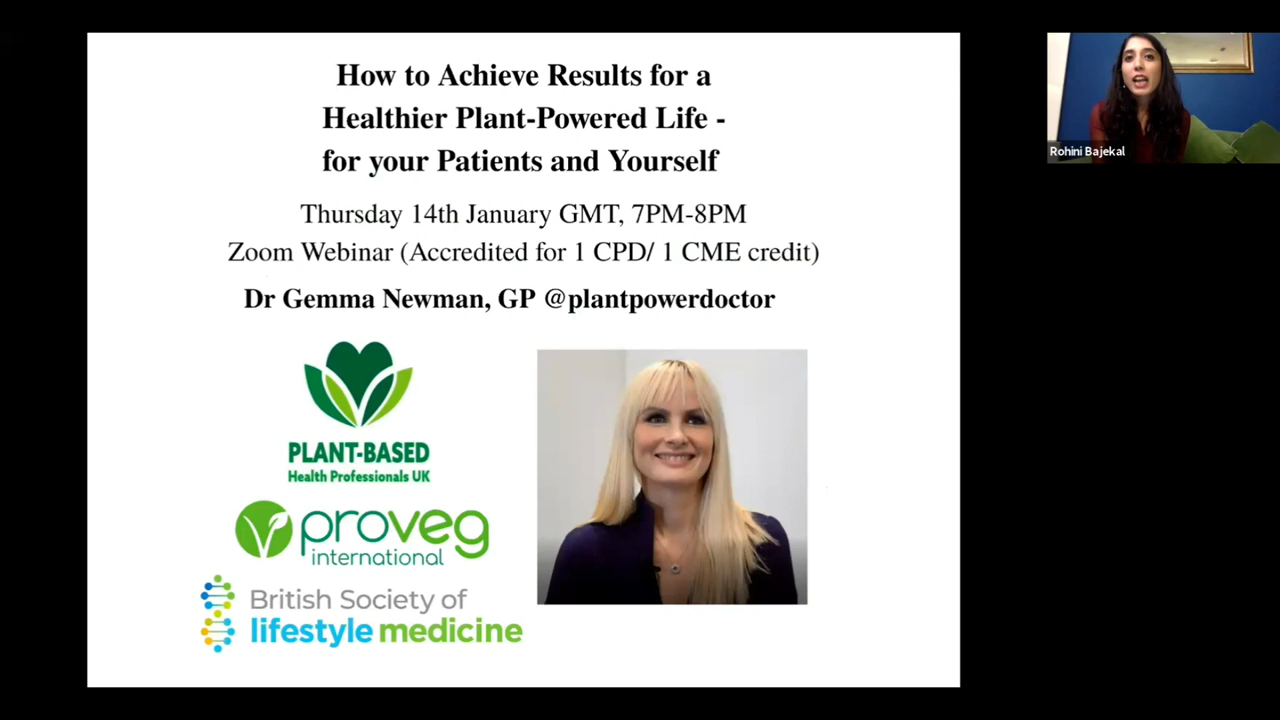 How to Achieve Results for a
Healthier Plant-Powered Life -
for your Patients and Yourself
Thursday 14th January GMT, 7PM-8PM
Zoom Webinar (Accredited for 1 CPD/ 1 CME credit)
Dr Gemma Newman, GP @plantpowerdoctor
PLANT-BASED
Health Professionals UK
proveg
international
British Society of
lifestyle medicine
Rohini Bajekal